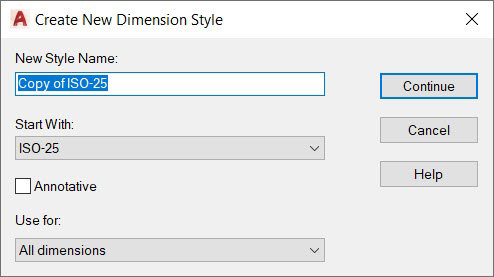 A Create New Dimension Style
New Style Name:
Copy of ISO-25
Continue
Start With:
Cancel
ISO-25
Help
Annotative
Use for:
All dimensions